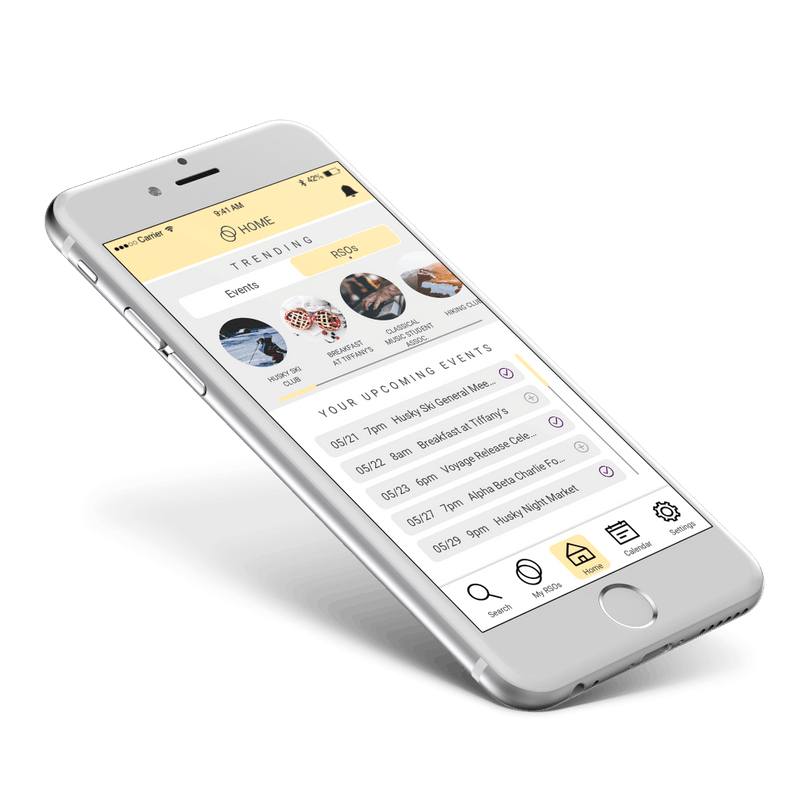 Carrier 9:41 AM 42%
HOME
TRENDING
Events RSOs
HUSKY SKI
CLUB
BREAKFAST
AT TIFFANY'S
CLASSICAL
MUSIC STUDENT
ASSOC.
HIKING CLUB
YOUR UPCOMING EVENTS
05/21 7pm Husky Ski General Mee...
05/22 8am Breakfast at Tiffany's
05/23 6pm Voyage Release Cele...
05/27 7pm Alpha Beta Charlie Fo...
05/29 9pm Husky Night Market
Search My RSOs Home Calendar Settings